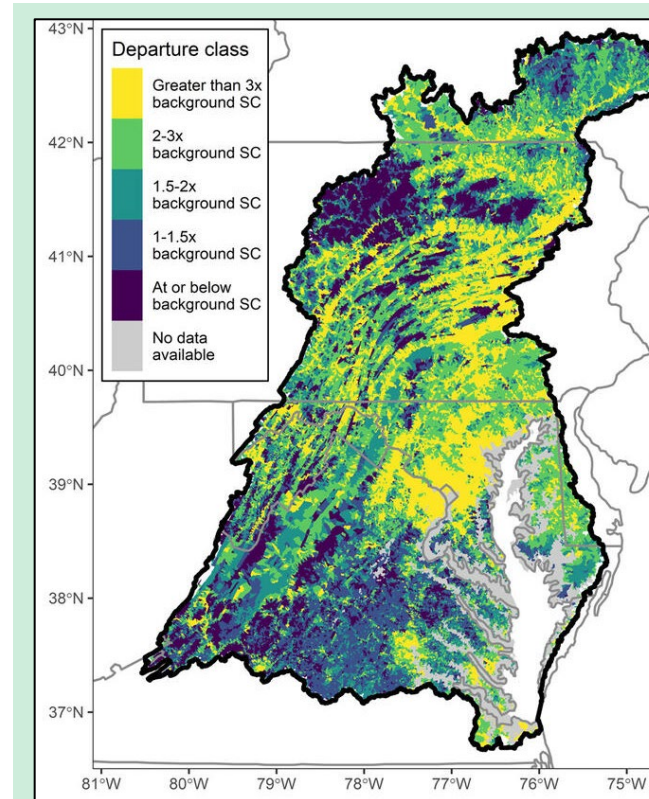 43°N
42°N
41°N
40°N
39°N
38°N
37°N
Departure class
Greater than 3x
background SC
2-3x
background SC
1.5-2x
background SC
1-1.5x
background SC
At or below
background SC
No data
available
81°W 80°W 79°W 78°W 77°W 76°W 75°W